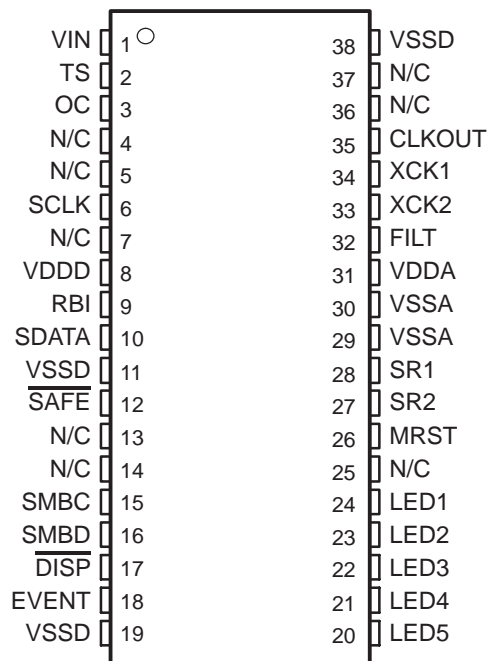 VIN 1 38 VSSD
TS 2 37 N/C
OC 3 36 N/C
N/C 4 35 CLKOUT
N/C 5 34 XCK1
SCLK 6 33 XCK2
N/C 7 32 FILT
VDDD 8 31 VDDA
RBI 9 30 VSSA
SDATA 10 29 VSSA
VSSD 11 28 SR1
SAFE 12 27 SR2
N/C 13 26 MRST
N/C 14 25 N/C
SMBC 15 24 LED1
SMBD 16 23 LED2
DISP 17 22 LED3
EVENT 18 21 LED4
VSSD 19 20 LED5